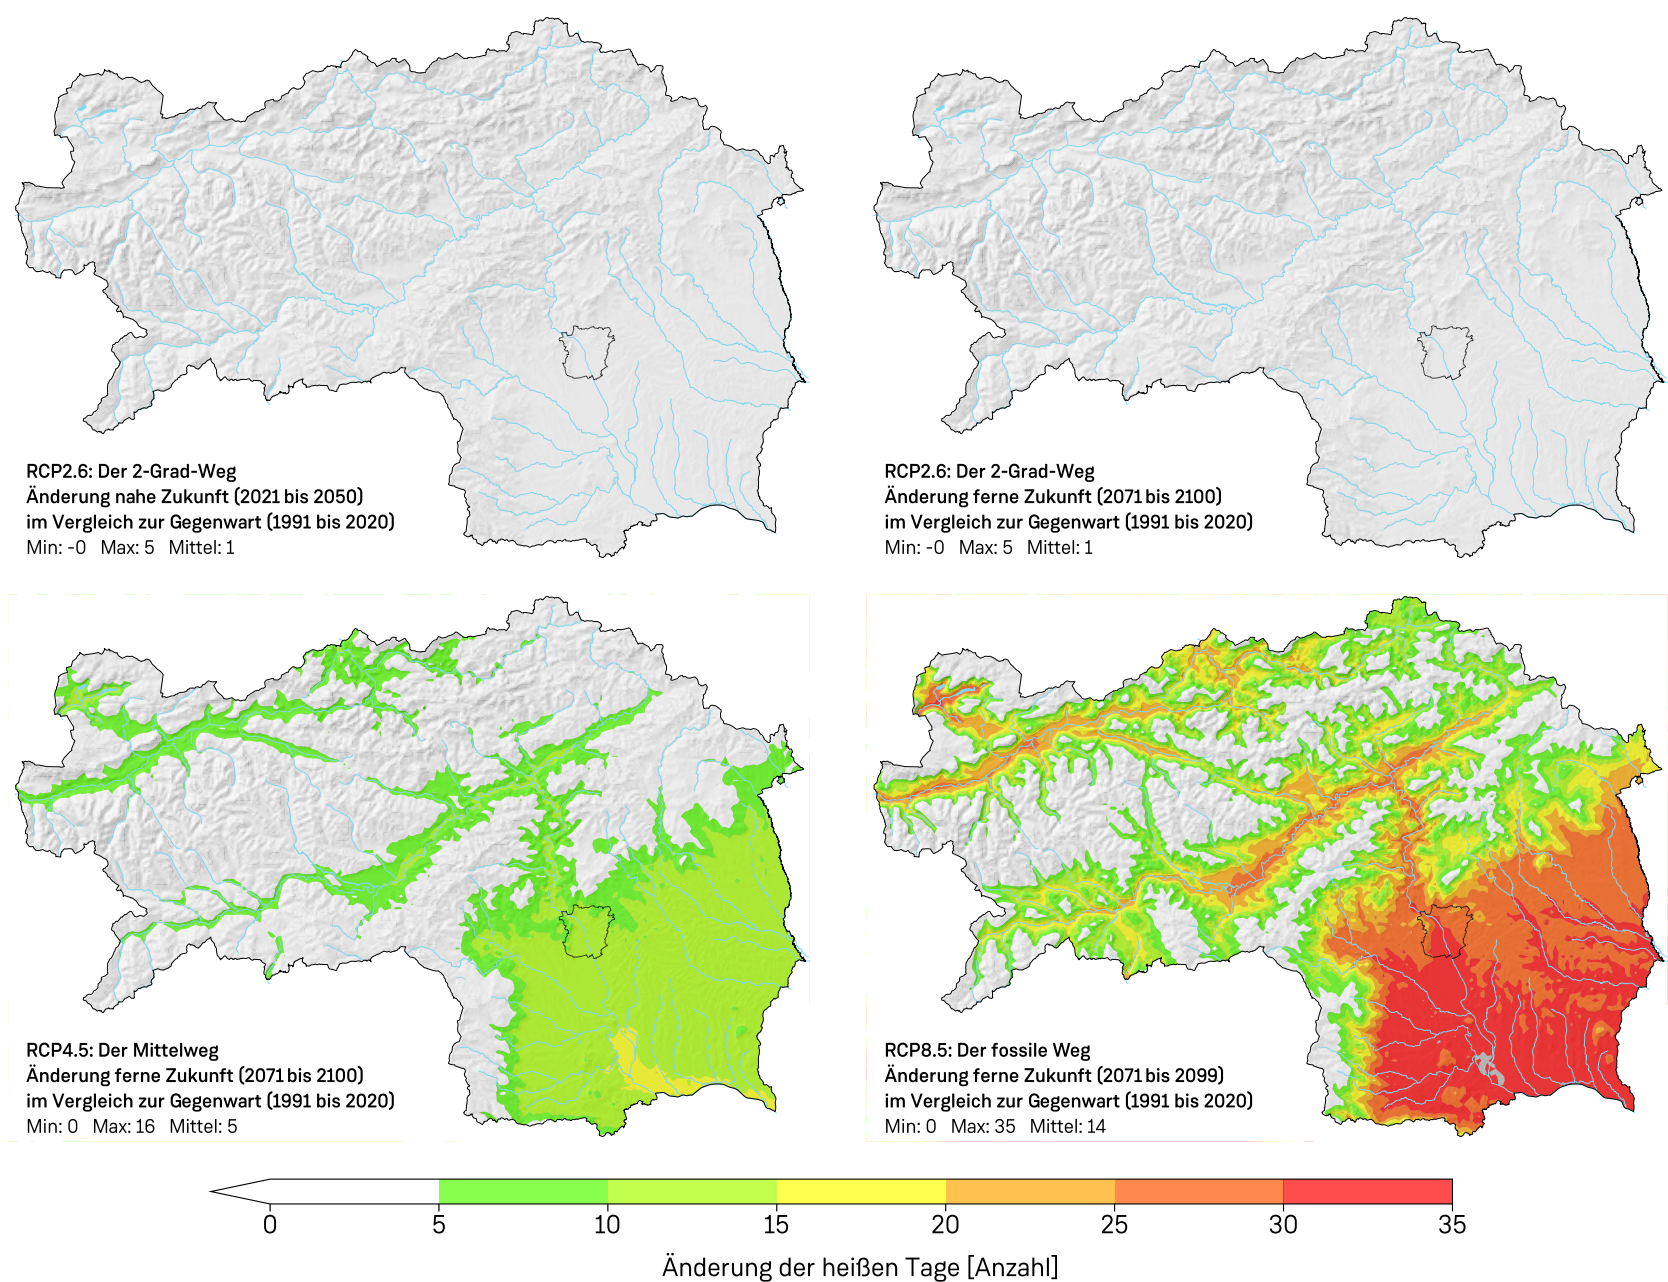 RCP2.6: Der 2-Grad-Weg
Änderung nahe Zukunft (2021 bis 2050)
im Vergleich zur Gegenwart (1991 bis 2020)
Min: -0 Max: 5 Mittel: 1
RCP2.6: Der 2-Grad-Weg
Änderung ferne Zukunft (2071 bis 2100)
im Vergleich zur Gegenwart (1991 bis 2020)
Min: -0 Max: 5 Mittel: 1
RCP4.5: Der Mittelweg
Änderung ferne Zukunft (2071 bis 2100)
im Vergleich zur Gegenwart (1991 bis 2020)
Min: 0 Max: 16 Mittel: 5
RCP8.5: Der fossile Weg
Änderung ferne Zukunft (2071 bis 2099)
im Vergleich zur Gegenwart (1991 bis 2020)
Min: 0 Max: 35 Mittel: 14
0 5 10 15 20 25 30 35
Änderung der heißen Tage [Anzahl]